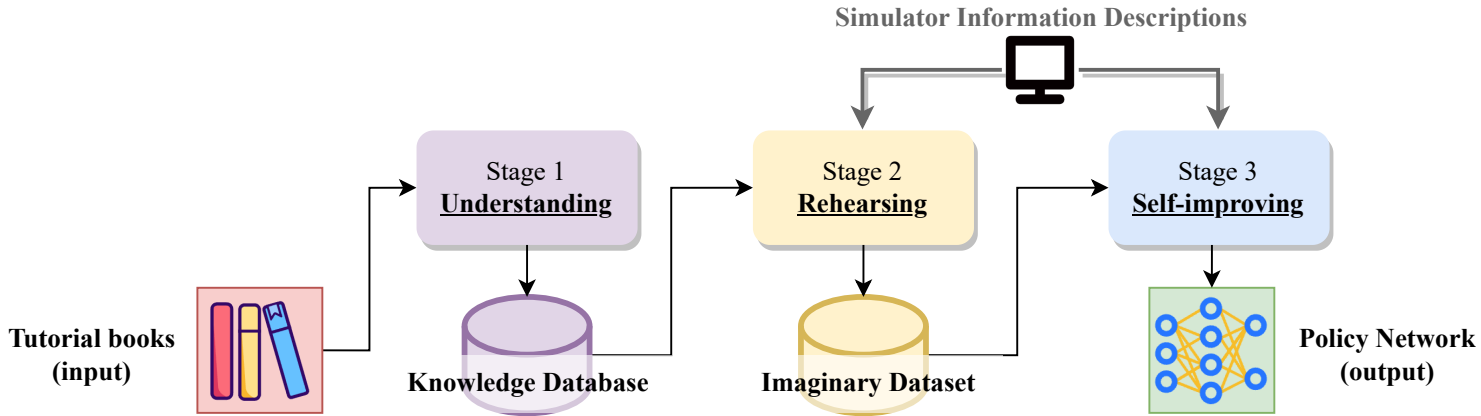 Simulator Information Descriptions
Stage 1
Understanding
Stage 2
Rehearsing
Stage 3
Self-improving
Tutorial books
(input)
Knowledge Database
Imaginary Dataset
Policy Network
(output)